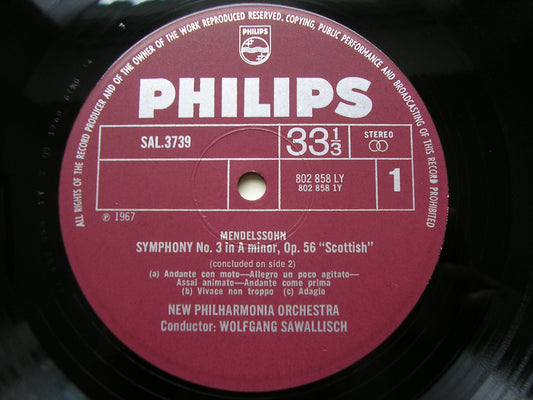 ALL RIGHTS OF THE RECORD PRODUCER AND OF THE OWNER OF THE WORK REPRODUCED RESERVED. COPYING, PUBLIC PERFORMANCE AND BROADCASTING OF THIS RECORD PROHIBITED
PHILIPS
PHILIPS
SAL.3739
33 1/3
STEREO
802 858 LY
802 858 1Y
1
℗ 1967
MENDELSSOHN
SYMPHONY No. 3 in A minor, Op. 56 "Scottish"
(concluded on side 2)
(a) Andante con moto—Allegro un poco agitato—
Assai animato—Andante come prima
(b) Vivace non troppo (c) Adagio
NEW PHILHARMONIA ORCHESTRA
Conductor: WOLFGANG SAWALLISCH